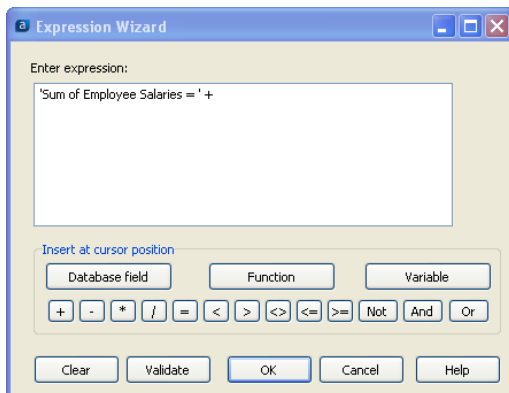 a Expression Wizard
Enter expression:
'Sum of Employee Salaries = ' +
Insert at cursor position
Database field Function Variable
+ - * / = < > <> <= >= Not And Or
Clear Validate OK Cancel Help